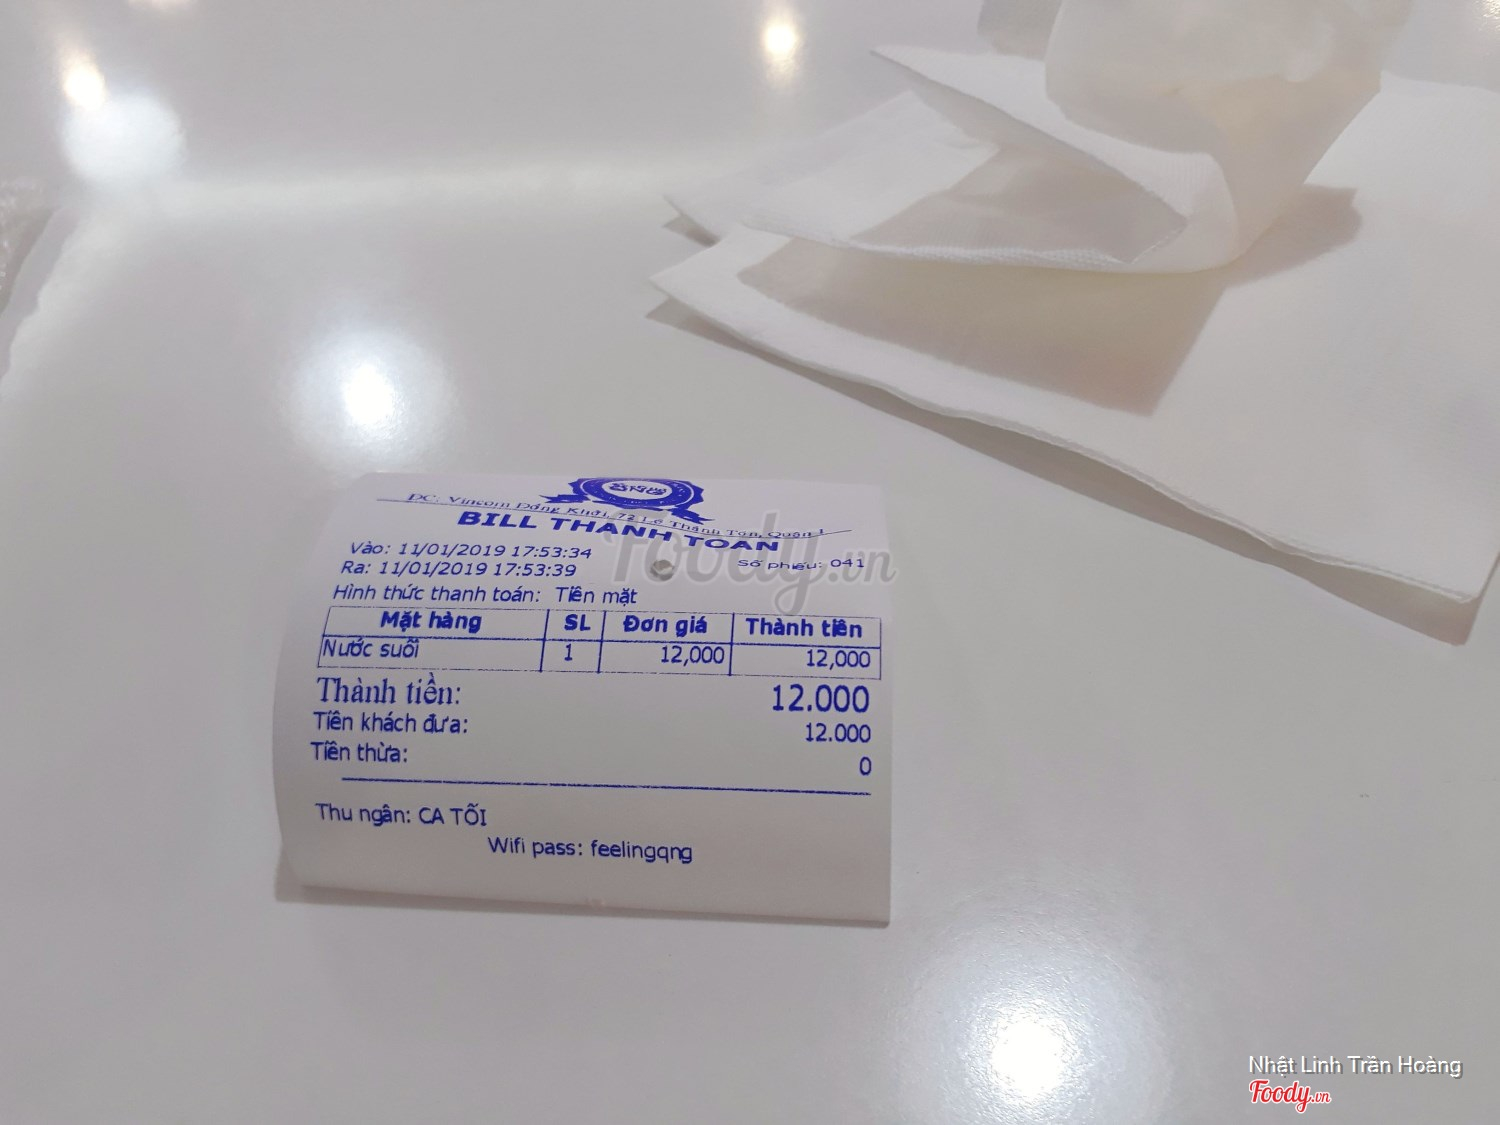 QNG
ĐC: Vincom Đồng Khởi, 72 Lê Thánh Tôn, Quận 1
BILL THANH TOAN
Số phiếu: 041
Vào: 11/01/2019 17:53:34
Ra: 11/01/2019 17:53:39
Hình thức thanh toán: Tiền mặt
Mặt hàng SL Đơn giá Thành tiền
Nước suối 1 12,000 12,000
Thành tiền: 12.000
Tiền khách đưa: 12.000
Tiền thừa: 0
Thu ngân: CA TỐI
Wifi pass: feelingqng
Foody.vn
Nhật Linh Trần Hoàng
Foody.vn